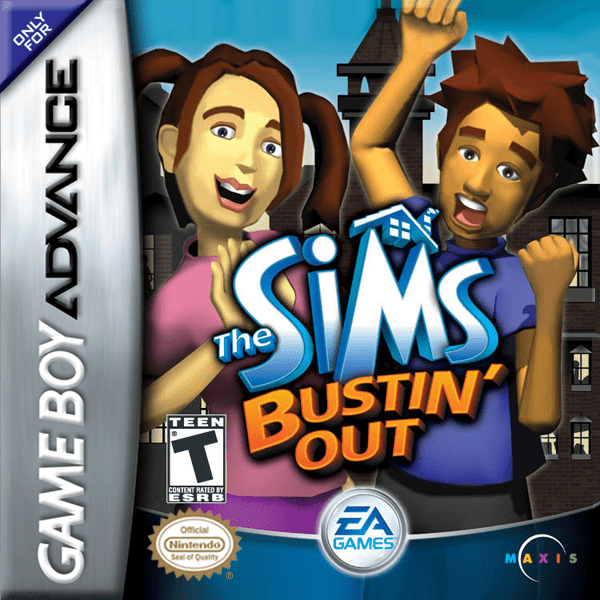 ONLY
FOR
GAME BOY ADVANCE
The SiMS
BUSTIN'
OUT
TEEN
T
®
CONTENT RATED BY
ESRB
Official
Nintendo
Seal of Quality
®
EA
GAMES
MAXIS